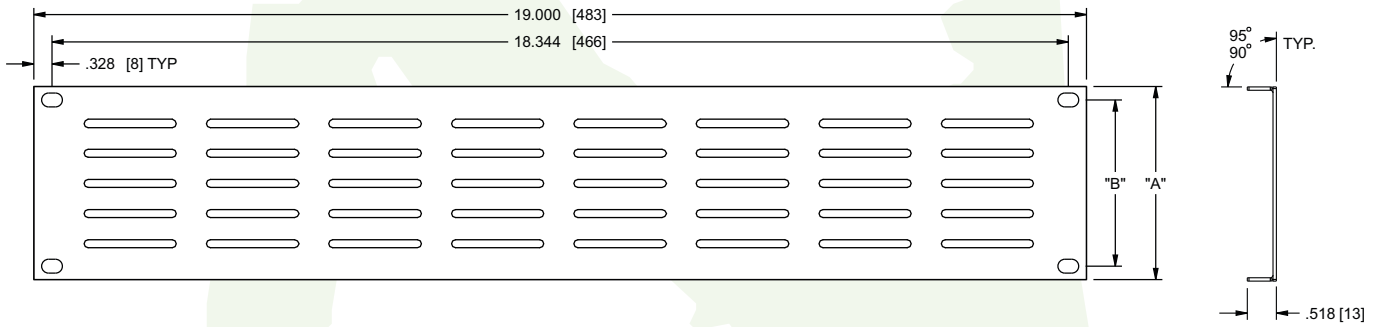 19.000 [483]
18.344 [466]
.328 [8] TYP
95°
90°
TYP.
"B"
"A"
.518 [13]